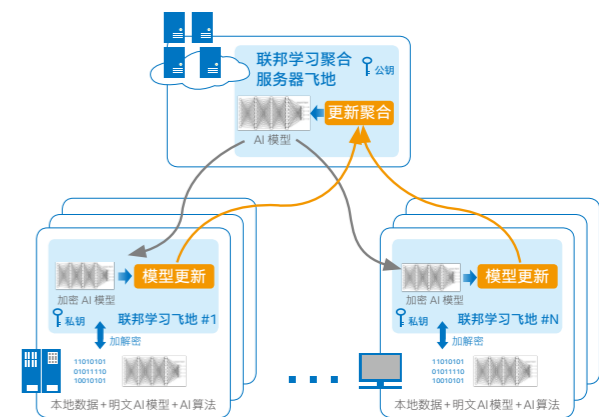 联邦学习聚合
服务器飞地
公钥
更新聚合
AI 模型
模型更新
加密 AI 模型
私钥
联邦学习飞地 #1
加解密
11010101
01011110
10010101
本地数据+明文AI模型+AI算法
模型更新
加密 AI 模型
私钥
联邦学习飞地 #N
加解密
11010101
01011110
10010101
本地数据+明文AI模型+AI算法